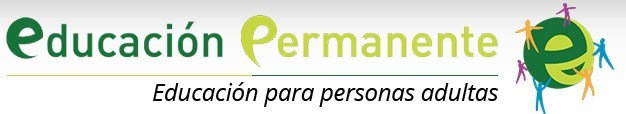 educación Permanente
Educación para personas adultas
e